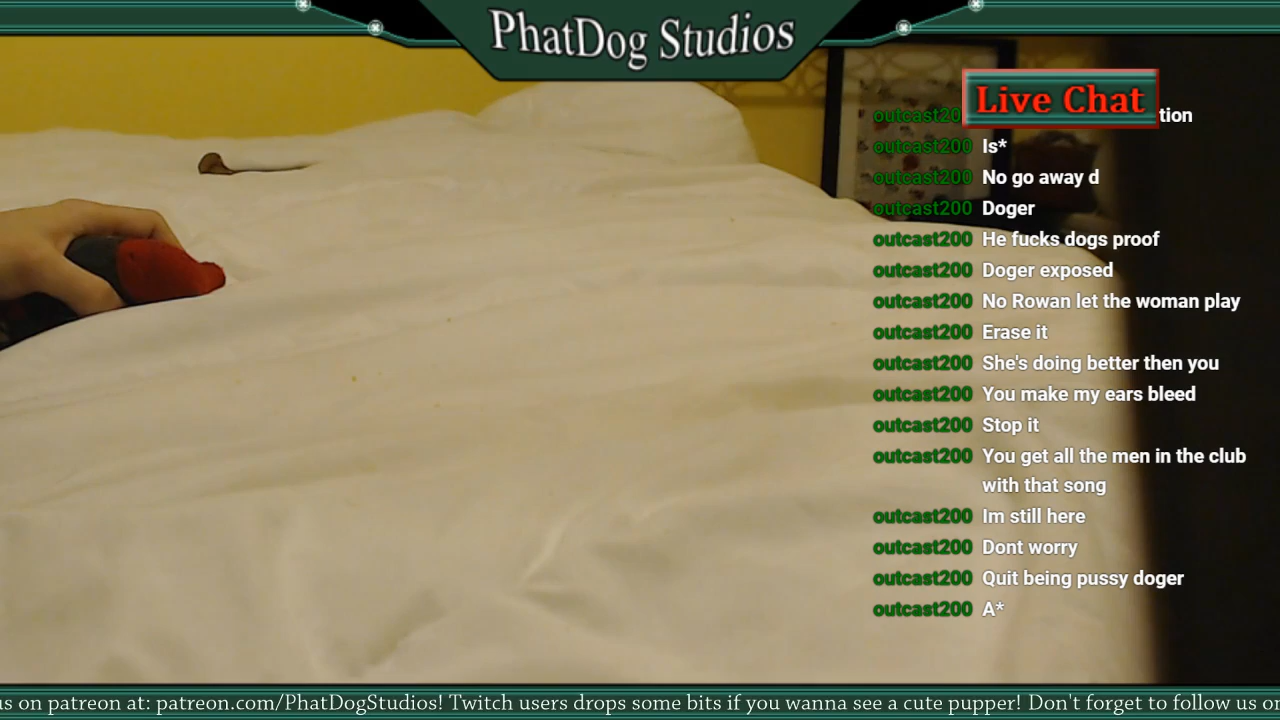 PhatDog Studios
Live Chat
outcast20 tion
outcast200 Is*
outcast200 No go away d
outcast200 Doger
outcast200 He fucks dogs proof
outcast200 Doger exposed
outcast200 No Rowan let the woman play
outcast200 Erase it
outcast200 She's doing better then you
outcast200 You make my ears bleed
outcast200 Stop it
outcast200 You get all the men in the club
with that song
outcast200 Im still here
outcast200 Dont worry
outcast200 Quit being pussy doger
outcast200 A*
us on patreon at: patreon.com/PhatDogStudios! Twitch users drops some bits if you wanna see a cute pupper! Don't forget to follow us on